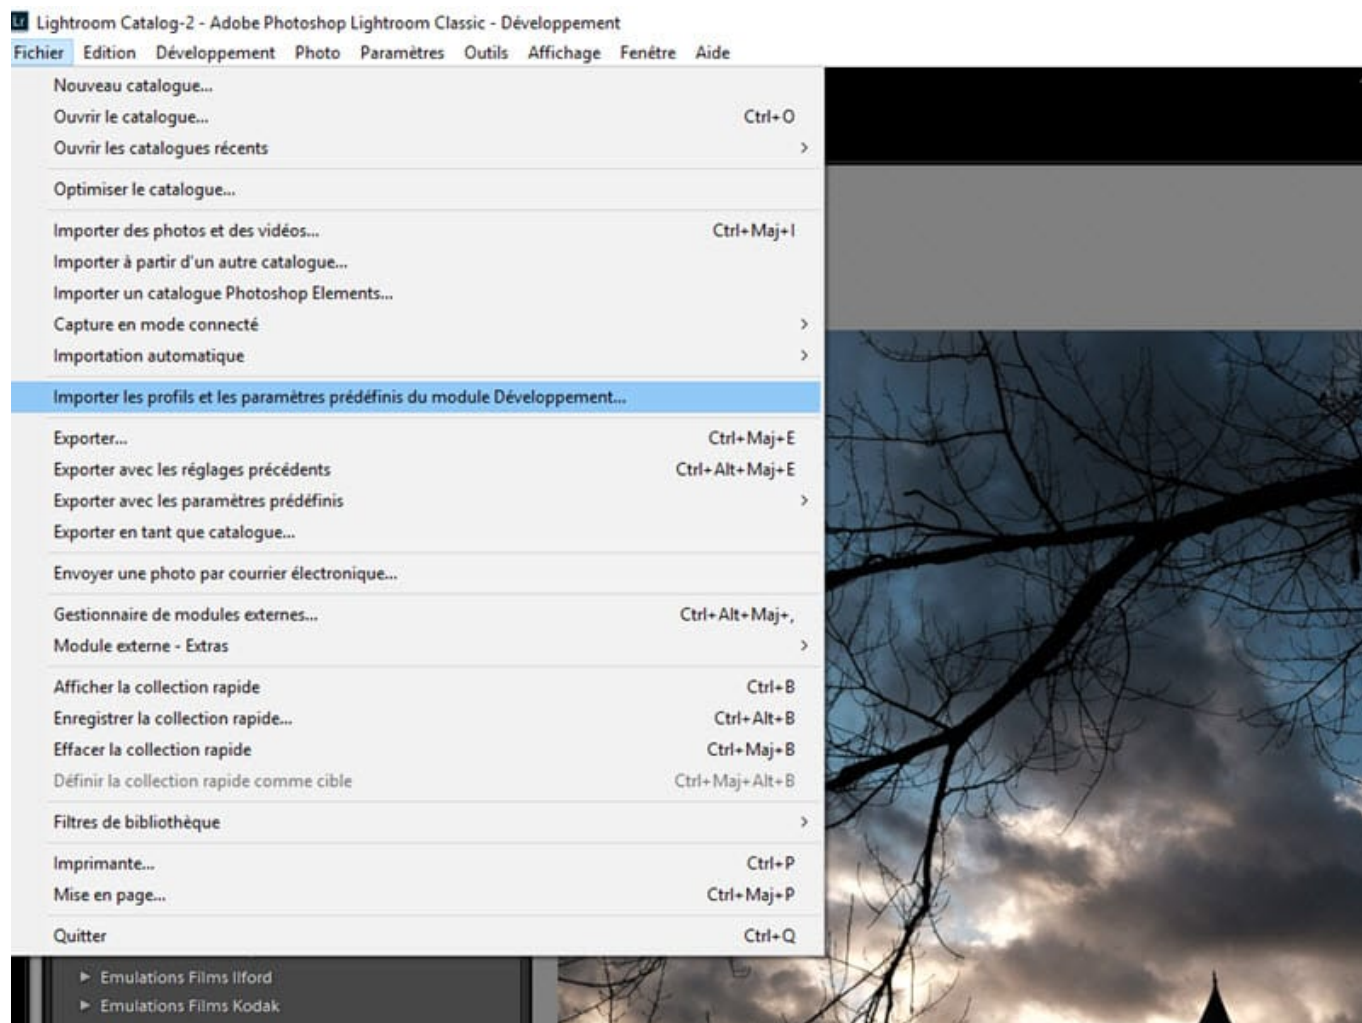 Lr Lightroom Catalog-2 - Adobe Photoshop Lightroom Classic - Développement
Fichier Edition Développement Photo Paramètres Outils Affichage Fenêtre Aide
Nouveau catalogue...
Ouvrir le catalogue... Ctrl+O
Ouvrir les catalogues récents >
Optimiser le catalogue...
Importer des photos et des vidéos... Ctrl+Maj+I
Importer à partir d'un autre catalogue...
Importer un catalogue Photoshop Elements...
Capture en mode connecté >
Importation automatique >
Importer les profils et les paramètres prédéfinis du module Développement...
Exporter... Ctrl+Maj+E
Exporter avec les réglages précédents Ctrl+Alt+Maj+E
Exporter avec les paramètres prédéfinis >
Exporter en tant que catalogue...
Envoyer une photo par courrier électronique...
Gestionnaire de modules externes... Ctrl+Alt+Maj+,
Module externe - Extras >
Afficher la collection rapide Ctrl+B
Enregistrer la collection rapide... Ctrl+Alt+B
Effacer la collection rapide Ctrl+Maj+B
Définir la collection rapide comme cible Ctrl+Maj+Alt+B
Filtres de bibliothèque >
Imprimante... Ctrl+P
Mise en page... Ctrl+Maj+P
Quitter Ctrl+Q
Emulations Films Ilford
Emulations Films Kodak